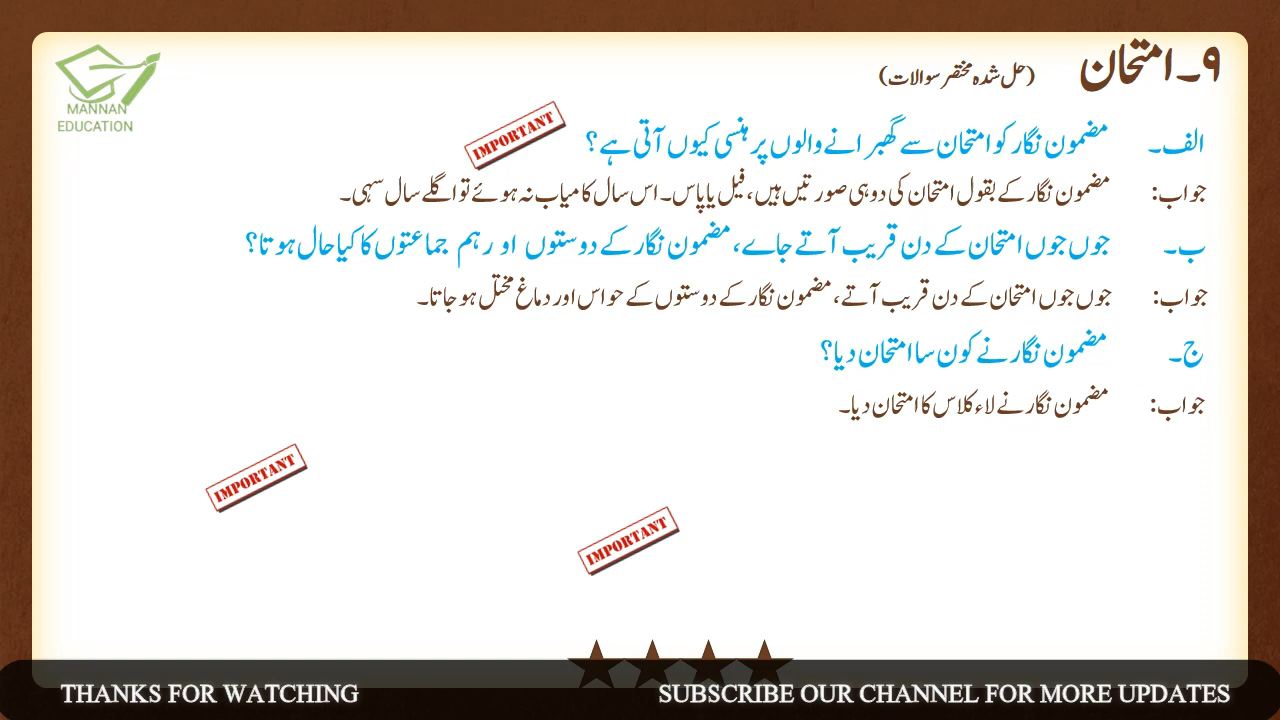 ۹۔امتحان (حل شدہ مختصر سوالات)
MANNAN
EDUCATION
IMPORTANT
الف۔ مضمون نگار کو امتحان سے گھبر انے والوں پر ہنسی کیوں آتی ہے؟
جواب: مضمون نگار کے بقول امتحان کی دو ہی صورتیں ہیں، فیل یا پاس۔ اس سال کامیاب نہ ہوئے تو اگلے سال سہی۔
ب۔ جوں جوں امتحان کے دن قریب آتے جاے، مضمون نگار کے دوستوں او رہم جماعتوں کا کیا حال ہوتا؟
جواب: جوں جوں امتحان کے دن قریب آتے، مضمون نگار کے دوستوں کے حواس اور دماغ مختل ہو جاتا۔
ج۔ مضمون نگار نے کون سا امتحان دیا؟
جواب: مضمون نگار نے لاء کلاس کا امتحان دیا۔
IMPORTANT
IMPORTANT
THANKS FOR WATCHING
SUBSCRIBE OUR CHANNEL FOR MORE UPDATES